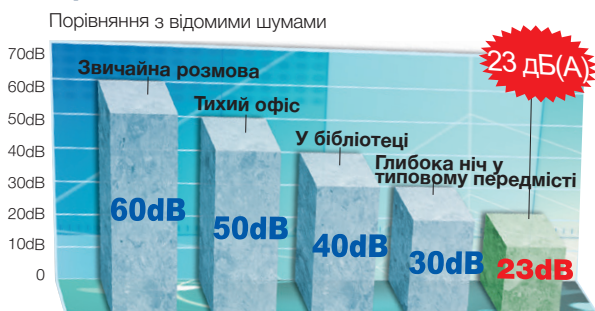 Порівняння з відомими шумами
70dB
60dB
50dB
40dB
30dB
20dB
10dB
0
Звичайна розмова
Тихий офіс
У бібліотеці
Глибока ніч у
типовому передмісті
23 дБ(А)
60dB
50dB
40dB
30dB
23dB